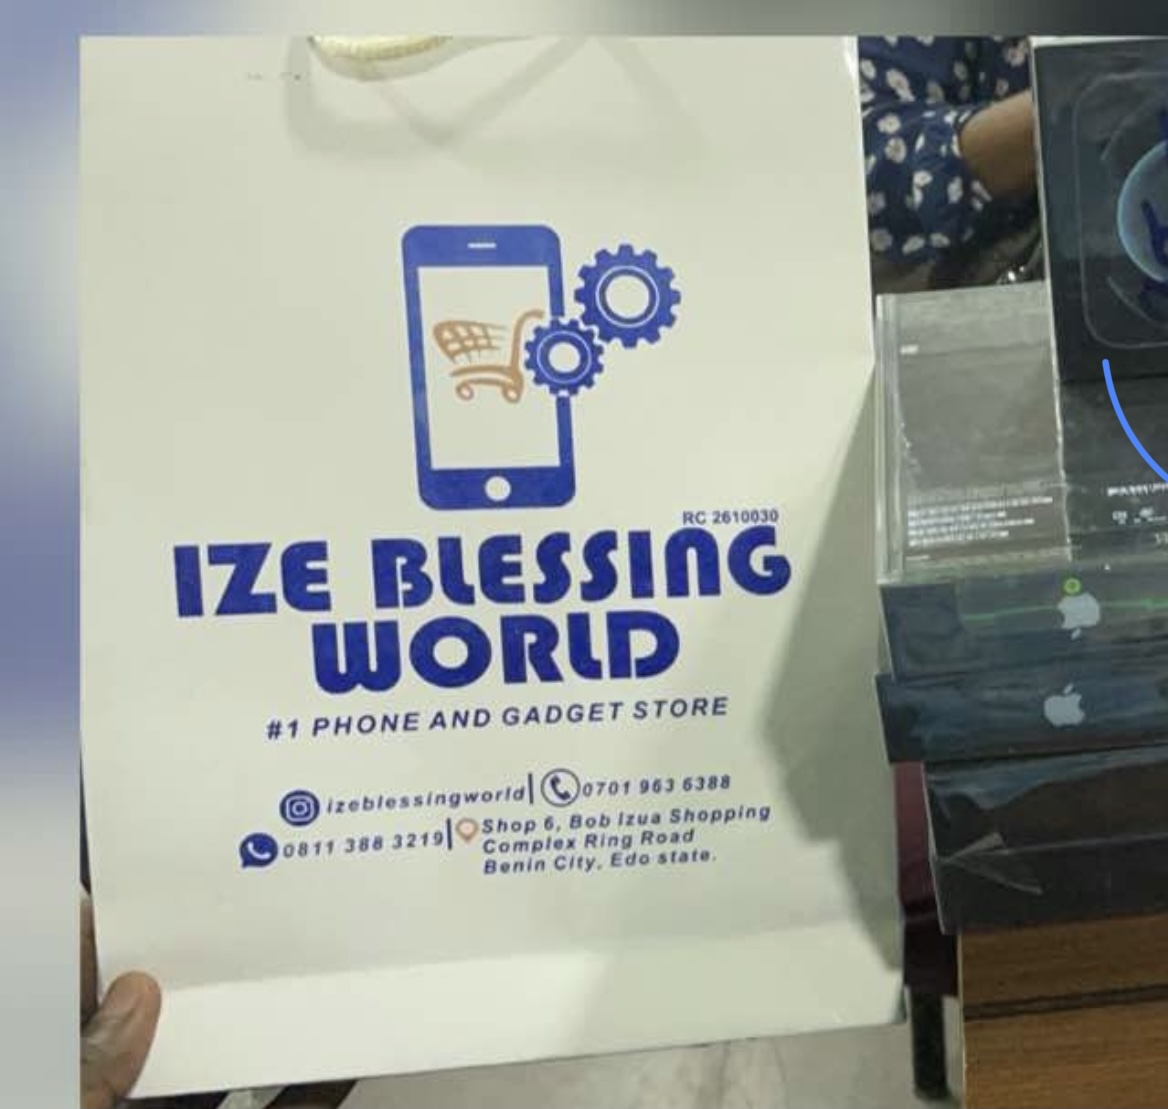 RC 2610030
IZE BLESSING
WORLD
#1 PHONE AND GADGET STORE
izeblessingworld| 0701 963 6388
0811 388 3219| Shop 6, Bob Izua Shopping
Complex Ring Road
Benin City, Edo state.